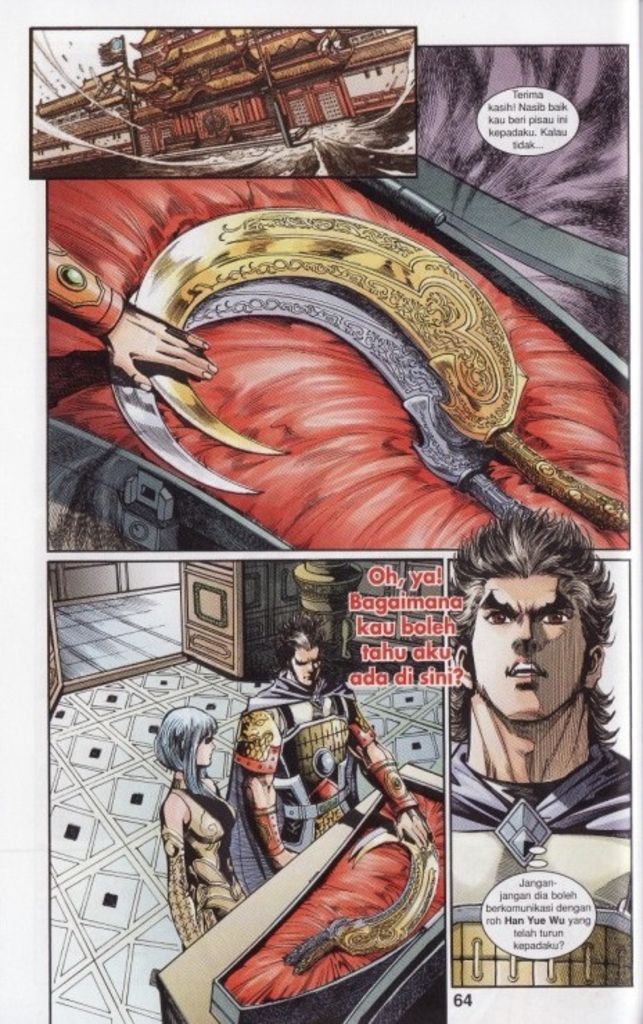 Terima
kasih! Nasib baik
kau beri pisau ini
kepadaku. Kalau
tidak...
Oh, ya!
Bagaimana
kau boleh
tahu aku
ada di sini?
Jangan-
jangan dia boleh
berkomunikasi dengan
roh Han Yue Wu yang
telah turun
kepadaku?
64